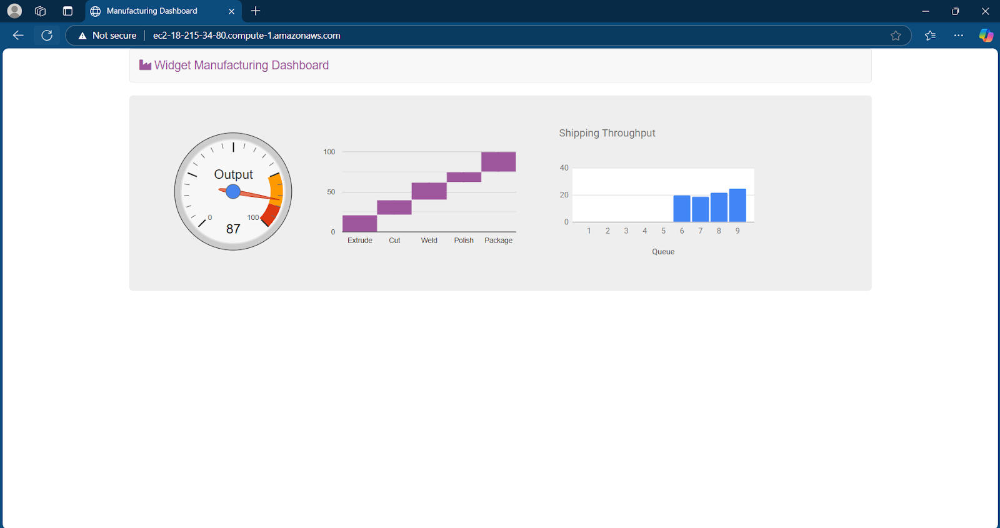 Manufacturing Dashboard
Not secure
ec2-18-215-34-80.compute-1.amazonaws.com
Widget Manufacturing Dashboard
Output
0
100
87
100
50
0
Extrude Cut Weld Polish Package
Shipping Throughput
40
20
0
1 2 3 4 5 6 7 8 9
Queue